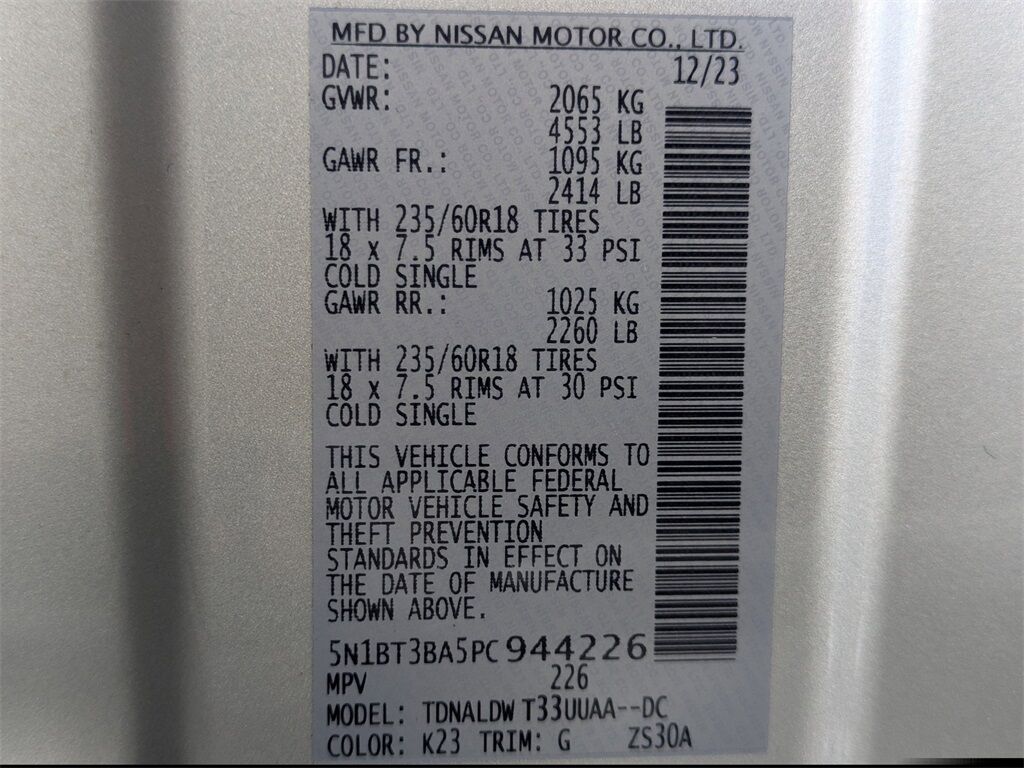 MFD BY NISSAN MOTOR CO., LTD.
DATE: 12/23
GVWR: 2065 KG
4553 LB
GAWR FR.: 1095 KG
2414 LB
WITH 235/60R18 TIRES
18 x 7.5 RIMS AT 33 PSI
COLD SINGLE
GAWR RR.: 1025 KG
2260 LB
WITH 235/60R18 TIRES
18 x 7.5 RIMS AT 30 PSI
COLD SINGLE
THIS VEHICLE CONFORMS TO
ALL APPLICABLE FEDERAL
MOTOR VEHICLE SAFETY AND
THEFT PREVENTION
STANDARDS IN EFFECT ON
THE DATE OF MANUFACTURE
SHOWN ABOVE.
5N1BT3BA5PC944226
MPV 226
MODEL: TDNALDW T33UUAA--DC
COLOR: K23 TRIM: G ZS30A